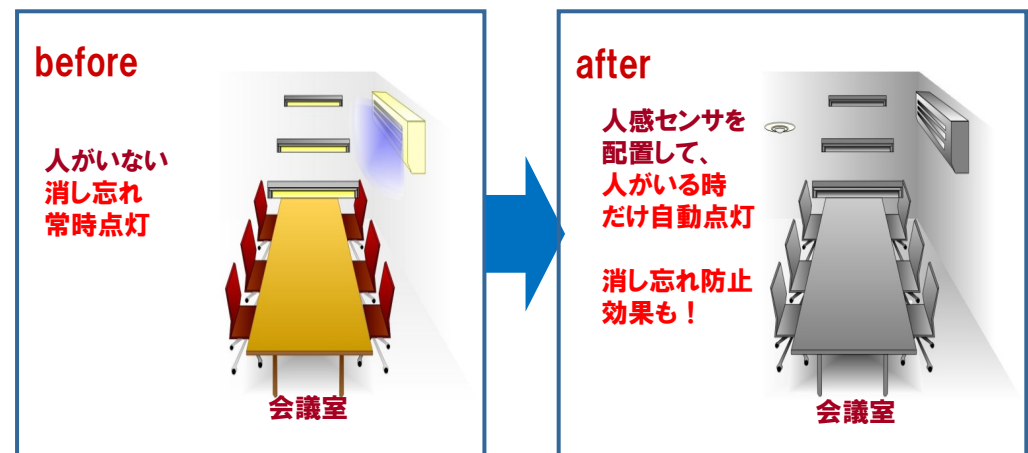 before
人がいない
消し忘れ
常時点灯
会議室
after
人感センサを
配置して、
人がいる時
だけ自動点灯
消し忘れ防止
効果も！
会議室